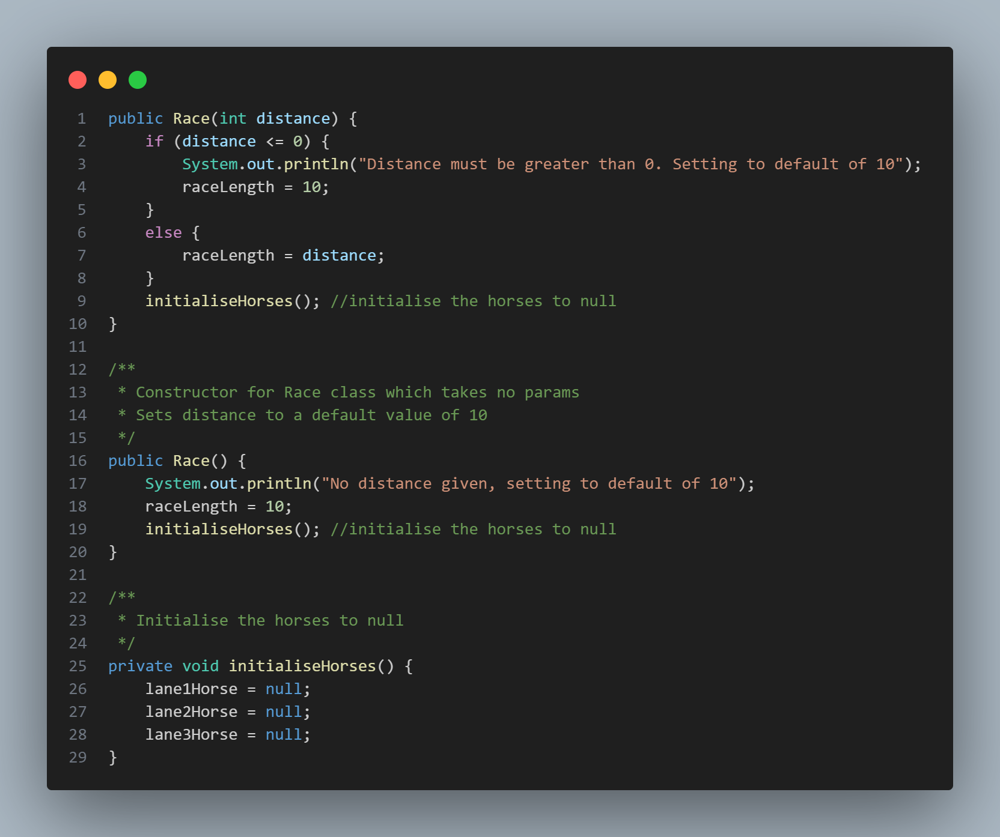 1 public Race(int distance) {
2     if (distance <= 0) {
3         System.out.println("Distance must be greater than 0. Setting to default of 10");
4         raceLength = 10;
5     }
6     else {
7         raceLength = distance;
8     }
9     initialiseHorses(); //initialise the horses to null
10 }
11
12 /**
13  * Constructor for Race class which takes no params
14  * Sets distance to a default value of 10
15  */
16 public Race() {
17     System.out.println("No distance given, setting to default of 10");
18     raceLength = 10;
19     initialiseHorses(); //initialise the horses to null
20 }
21
22 /**
23  * Initialise the horses to null
24  */
25 private void initialiseHorses() {
26     lane1Horse = null;
27     lane2Horse = null;
28     lane3Horse = null;
29 }